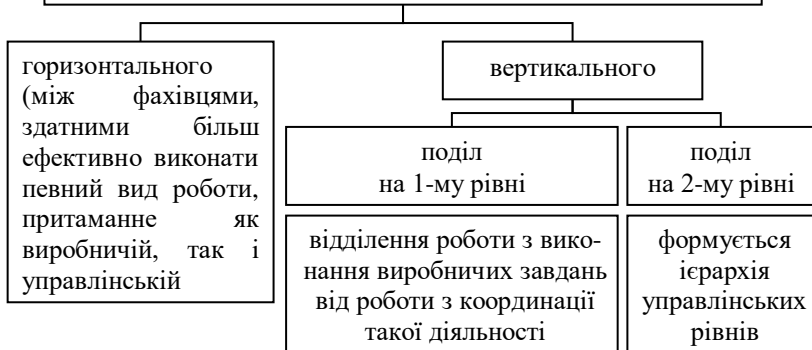 горизонтального
(між фахівцями,
здатними більш
ефективно виконати
певний вид роботи,
притаманне як
виробничій, так і
управлінській
вертикального
поділ
на 1-му рівні
поділ
на 2-му рівні
відділення роботи з вико-
нання виробничих завдань
від роботи з координації
такої діяльності
формується
ієрархія
управлінських
рівнів